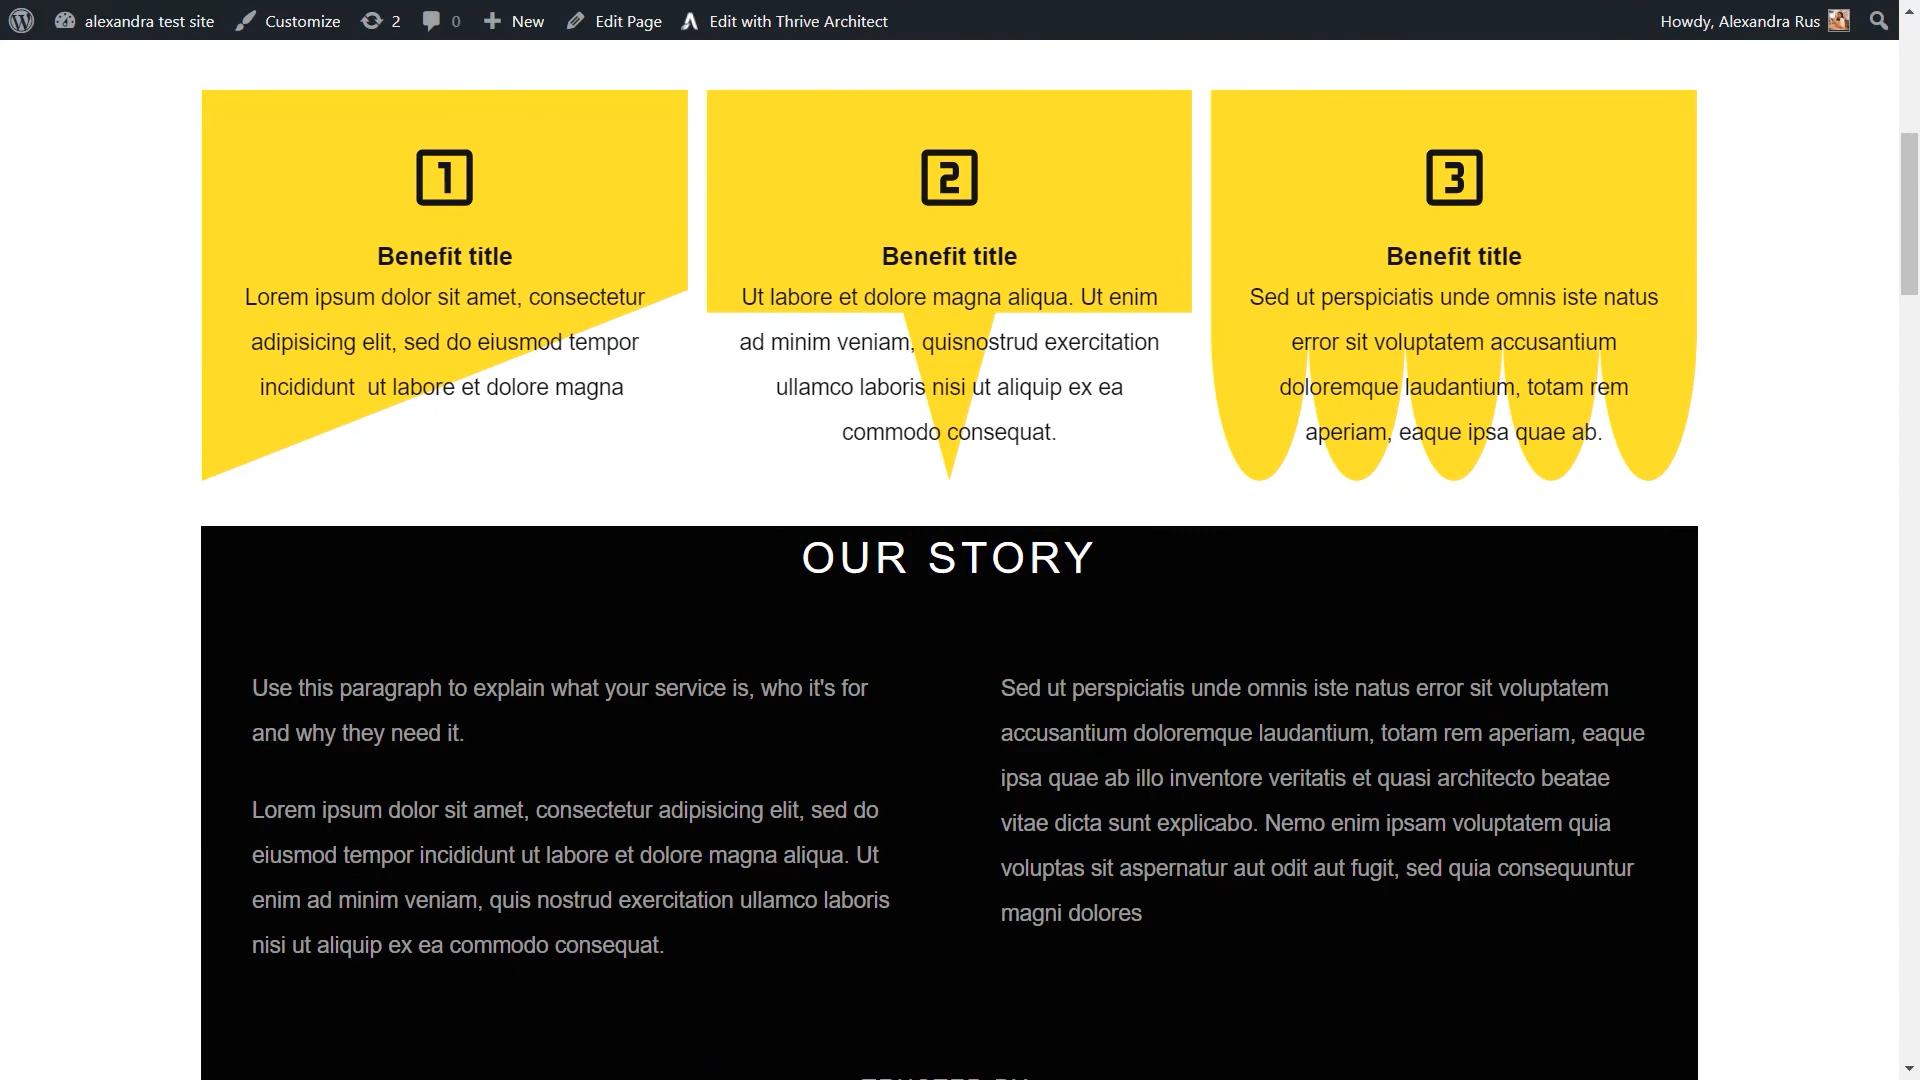 alexandra test site Customize 2 0 New Edit Page Edit with Thrive Architect Howdy, Alexandra Rus
1
Benefit title
Lorem ipsum dolor sit amet, consectetur
adipisicing elit, sed do eiusmod tempor
incididunt  ut labore et dolore magna
2
Benefit title
Ut labore et dolore magna aliqua. Ut enim
ad minim veniam, quisnostrud exercitation
ullamco laboris nisi ut aliquip ex ea
commodo consequat.
3
Benefit title
Sed ut perspiciatis unde omnis iste natus
error sit voluptatem accusantium
doloremque laudantium, totam rem
aperiam, eaque ipsa quae ab.
OUR STORY
Use this paragraph to explain what your service is, who it's for
and why they need it.
Lorem ipsum dolor sit amet, consectetur adipisicing elit, sed do
eiusmod tempor incididunt ut labore et dolore magna aliqua. Ut
enim ad minim veniam, quis nostrud exercitation ullamco laboris
nisi ut aliquip ex ea commodo consequat.
Sed ut perspiciatis unde omnis iste natus error sit voluptatem
accusantium doloremque laudantium, totam rem aperiam, eaque
ipsa quae ab illo inventore veritatis et quasi architecto beatae
vitae dicta sunt explicabo. Nemo enim ipsam voluptatem quia
voluptas sit aspernatur aut odit aut fugit, sed quia consequuntur
magni dolores